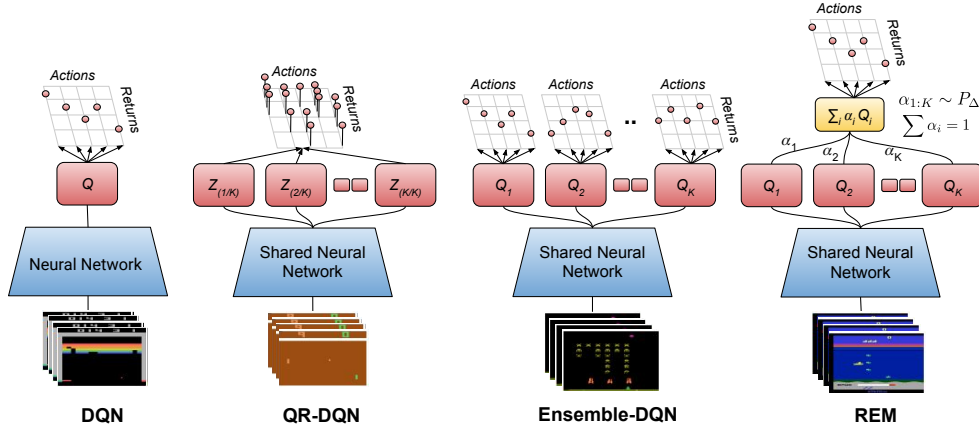 Actions
Returns
Q
Neural Network
DQN
Actions
Returns
Z(1/K)
Z(2/K)
Z(K/K)
Shared Neural
Network
QR-DQN
Actions
Returns
Actions
Returns
..
Actions
Returns
Q1
Q2
QK
Shared Neural
Network
Ensemble-DQN
Actions
Returns
∑i αi Qi
α1:K ∼ PΔ
∑ αi = 1
α1
α2
αK
Q1
Q2
QK
Shared Neural
Network
REM